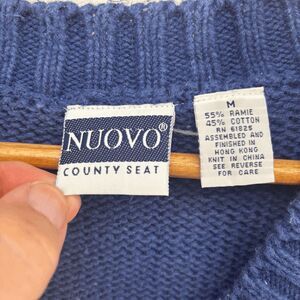 NUOVO®
COUNTY SEAT
M
55% RAMIE
45% COTTON
RN 61825
ASSEMBLED AND
FINISHED IN
HONG KONG
KNIT IN CHINA
SEE REVERSE
FOR CARE